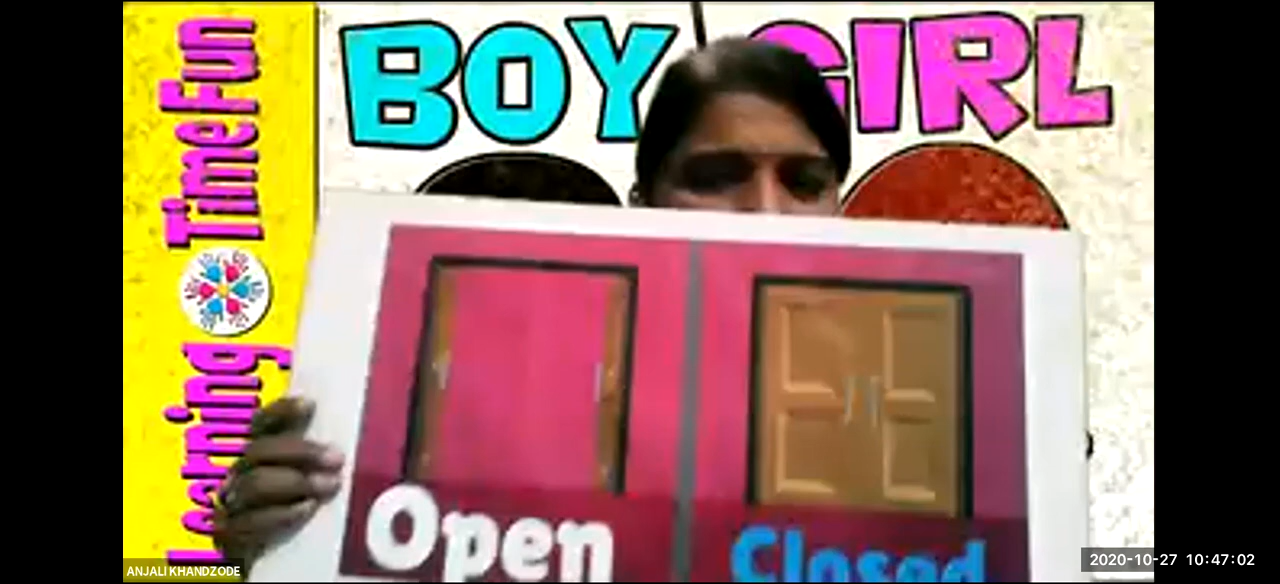 BOY GIRL
Learning TimeFun
Open
Closed
ANJALI KHANDZODE
2020-10-27 10:47:02